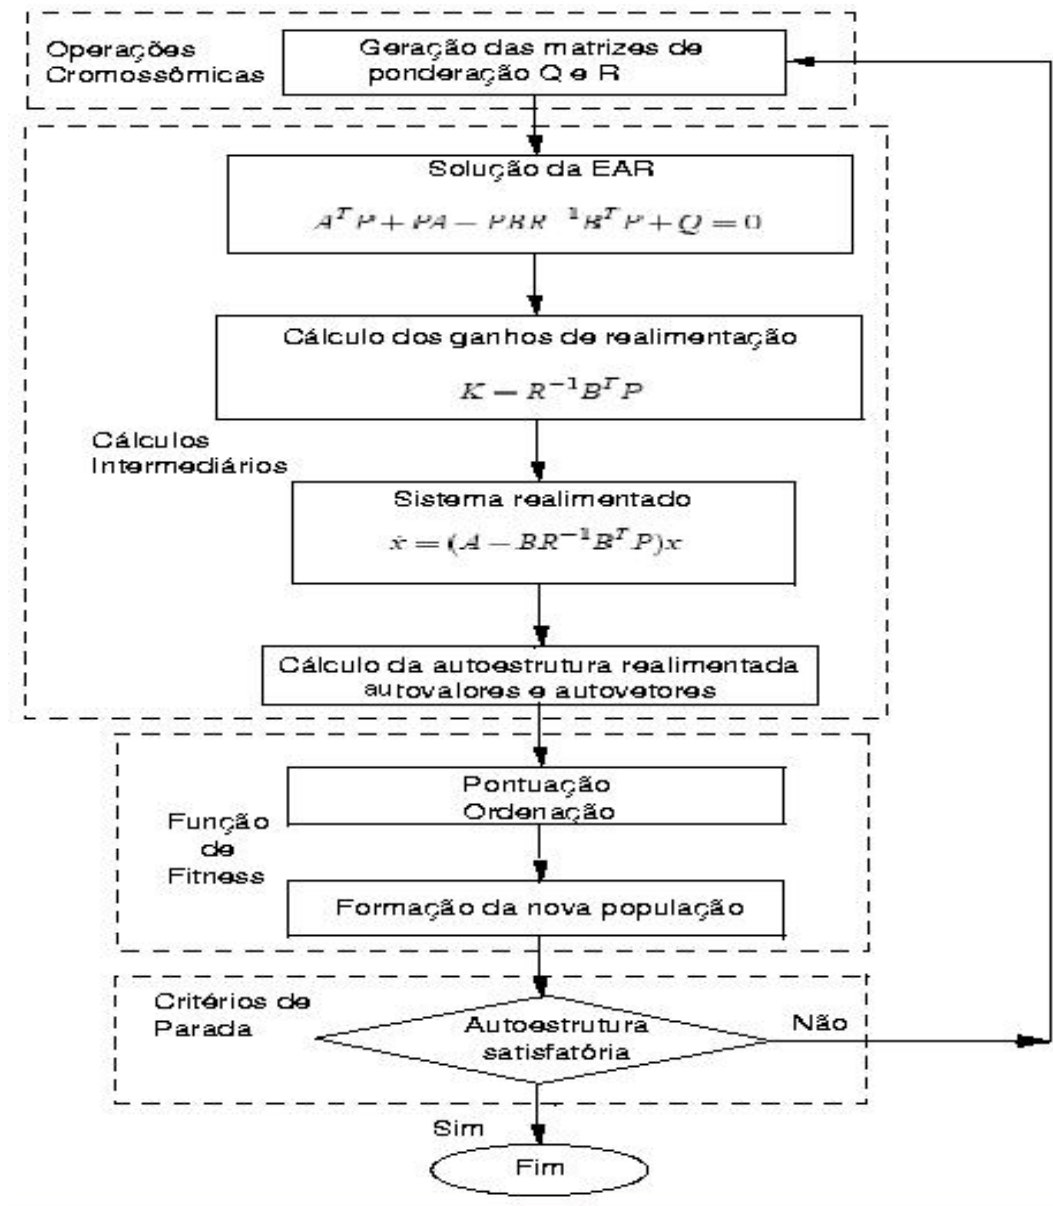 Operações
Cromossômicas
Geração das matrizes de
ponderação Q e R
Solução da EAR
A^T P + PA − PBR^{-1} B^T P + Q = 0
Cálculo dos ganhos de realimentação
K = R^{-1} B^T P
Cálculos
Intermediários
Sistema realimentado
ẋ = (A − BR^{-1} B^T P)x
Cálculo da autoestrutura realimentada
autovalores e autovetores
Pontuação
Ordenação
Função
de
Fitness
Formação da nova população
Critérios de
Parada
Autoestrutura
satisfatória
Não
Sim
Fim